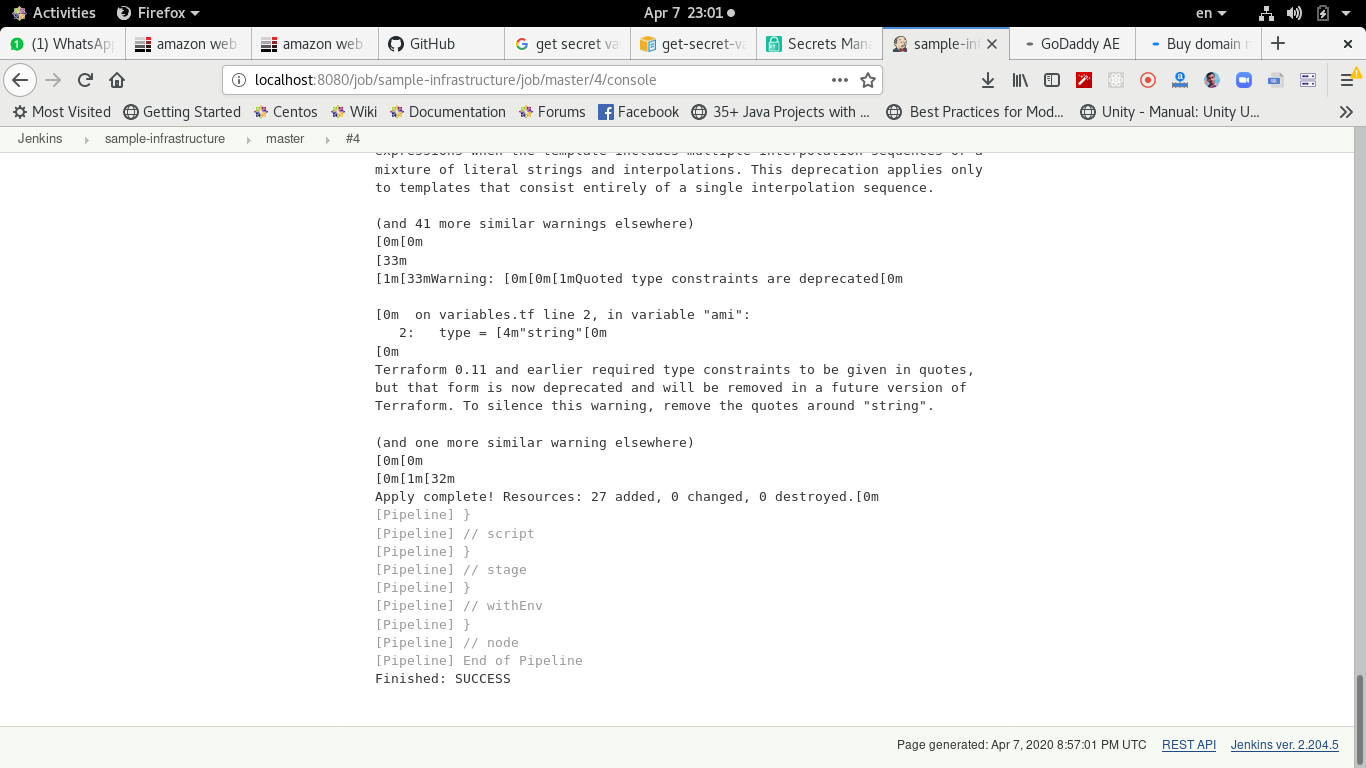 Activities Firefox Apr 7 23:01 en
(1) WhatsApp amazon web amazon web GitHub get secret va get-secret-va Secrets Mana sample-in GoDaddy AE Buy domain n
localhost:8080/job/sample-infrastructure/job/master/4/console
Most Visited Getting Started Centos Wiki Documentation Forums Facebook 35+ Java Projects with ... Best Practices for Mod... Unity - Manual: Unity U...
Jenkins sample-infrastructure master #4
expressions when the template includes multiple interpolation sequences or a
mixture of literal strings and interpolations. This deprecation applies only
to templates that consist entirely of a single interpolation sequence.
(and 41 more similar warnings elsewhere)
[0m[0m
[33m
[1m[33mWarning: [0m[0m[1mQuoted type constraints are deprecated[0m
[0m  on variables.tf line 2, in variable "ami":
2:   type = [4m"string"[0m
[0m
Terraform 0.11 and earlier required type constraints to be given in quotes,
but that form is now deprecated and will be removed in a future version of
Terraform. To silence this warning, remove the quotes around "string".
(and one more similar warning elsewhere)
[0m[0m
[0m[1m[32m
Apply complete! Resources: 27 added, 0 changed, 0 destroyed.[0m
[Pipeline] }
[Pipeline] // script
[Pipeline] }
[Pipeline] // stage
[Pipeline] }
[Pipeline] // withEnv
[Pipeline] }
[Pipeline] // node
[Pipeline] End of Pipeline
Finished: SUCCESS
Page generated: Apr 7, 2020 8:57:01 PM UTC REST API Jenkins ver. 2.204.5